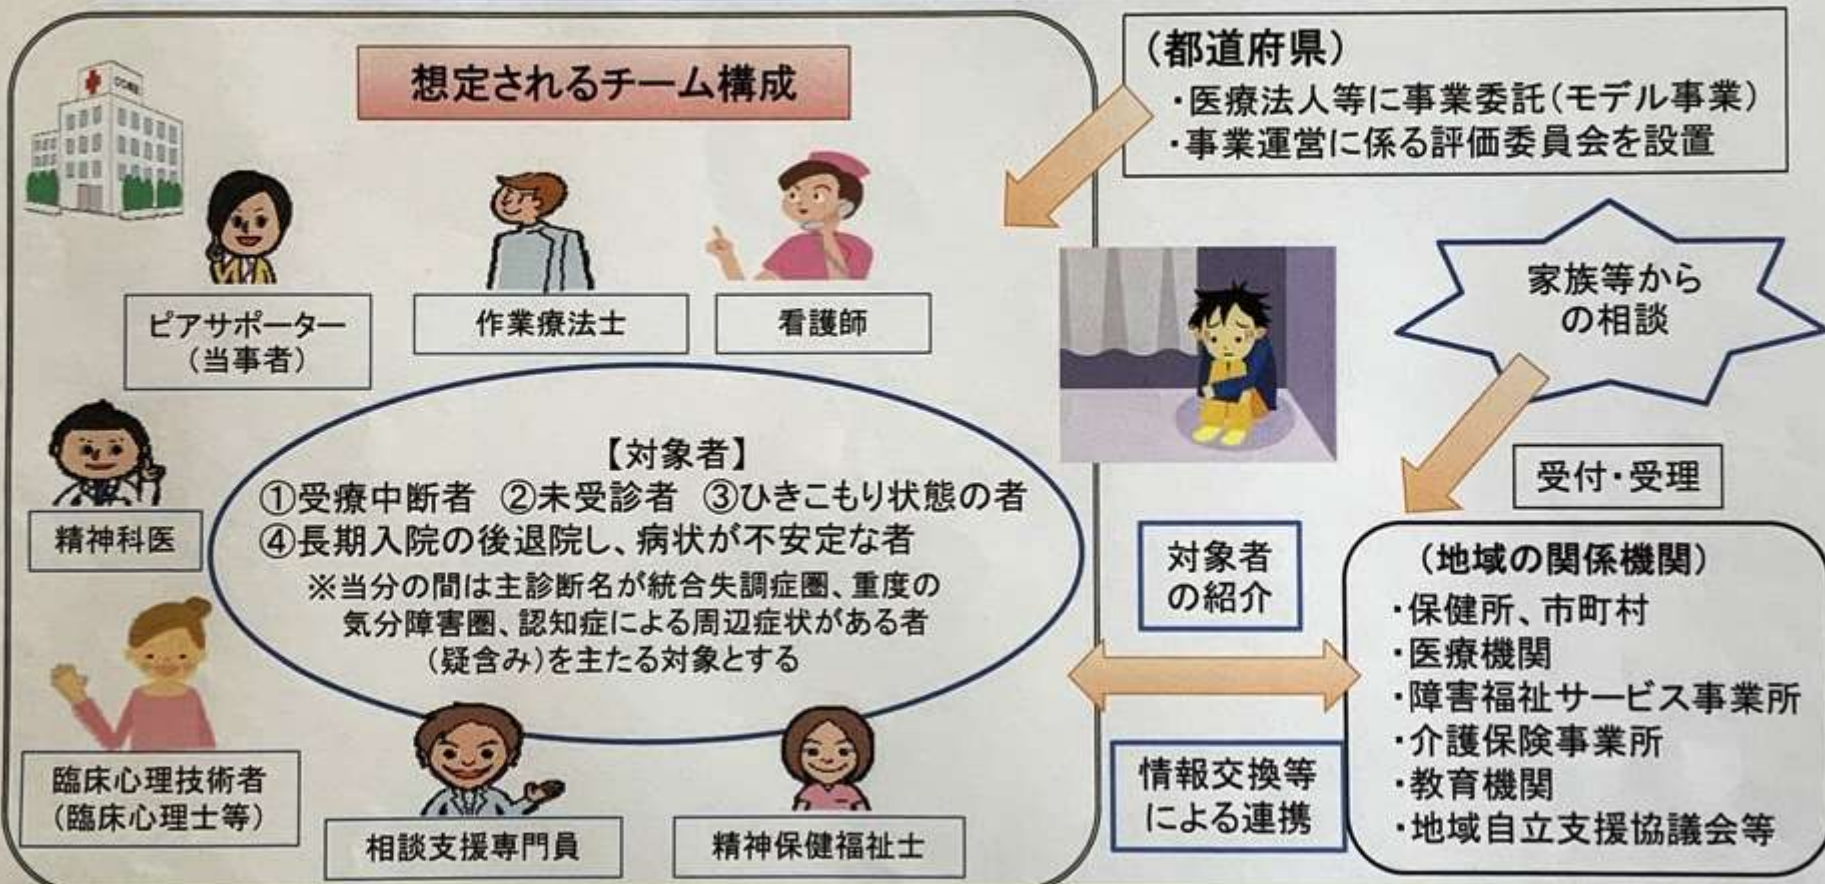 想定されるチーム構成
ピアサポーター
(当事者)
作業療法士
看護師
精神科医
【対象者】
①受療中断者 ②未受診者 ③ひきこもり状態の者
④長期入院の後退院し、病状が不安定な者
※当分の間は主診断名が統合失調症圏、重度の
気分障害圏、認知症による周辺症状がある者
(疑含み)を主たる対象とする
臨床心理技術者
(臨床心理士等)
相談支援専門員
精神保健福祉士
(都道府県)
・医療法人等に事業委託(モデル事業)
・事業運営に係る評価委員会を設置
家族等から
の相談
受付・受理
対象者
の紹介
情報交換等
による連携
(地域の関係機関)
・保健所、市町村
・医療機関
・障害福祉サービス事業所
・介護保険事業所
・教育機関
・地域自立支援協議会等